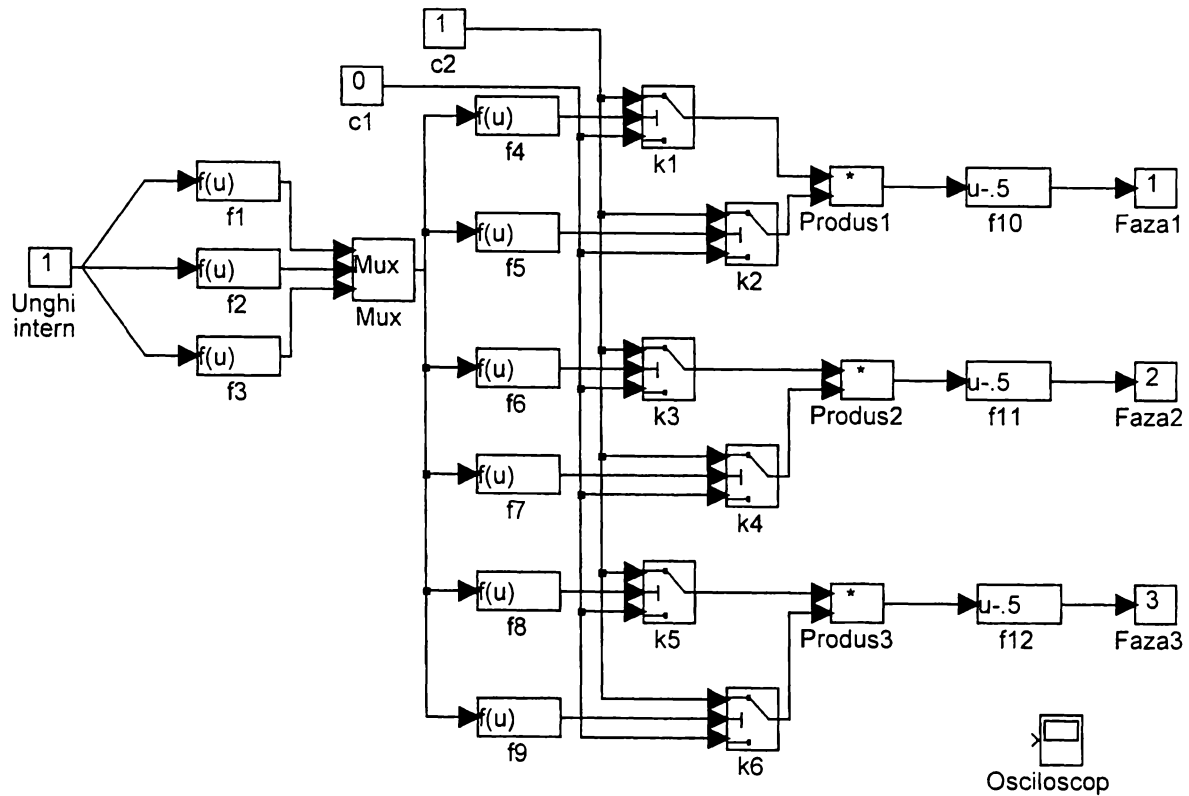 1
c2
0
c1
f(u)
f4
k1
f(u)
f1
*
Produs1
u-.5
f10
1
Faza1
f(u)
f5
k2
1
Unghi
intern
f(u)
f2
Mux
Mux
f(u)
f3
f(u)
f6
k3
*
Produs2
u-.5
f11
2
Faza2
f(u)
f7
k4
f(u)
f8
k5
*
Produs3
u-.5
f12
3
Faza3
f(u)
f9
k6
Osciloscop